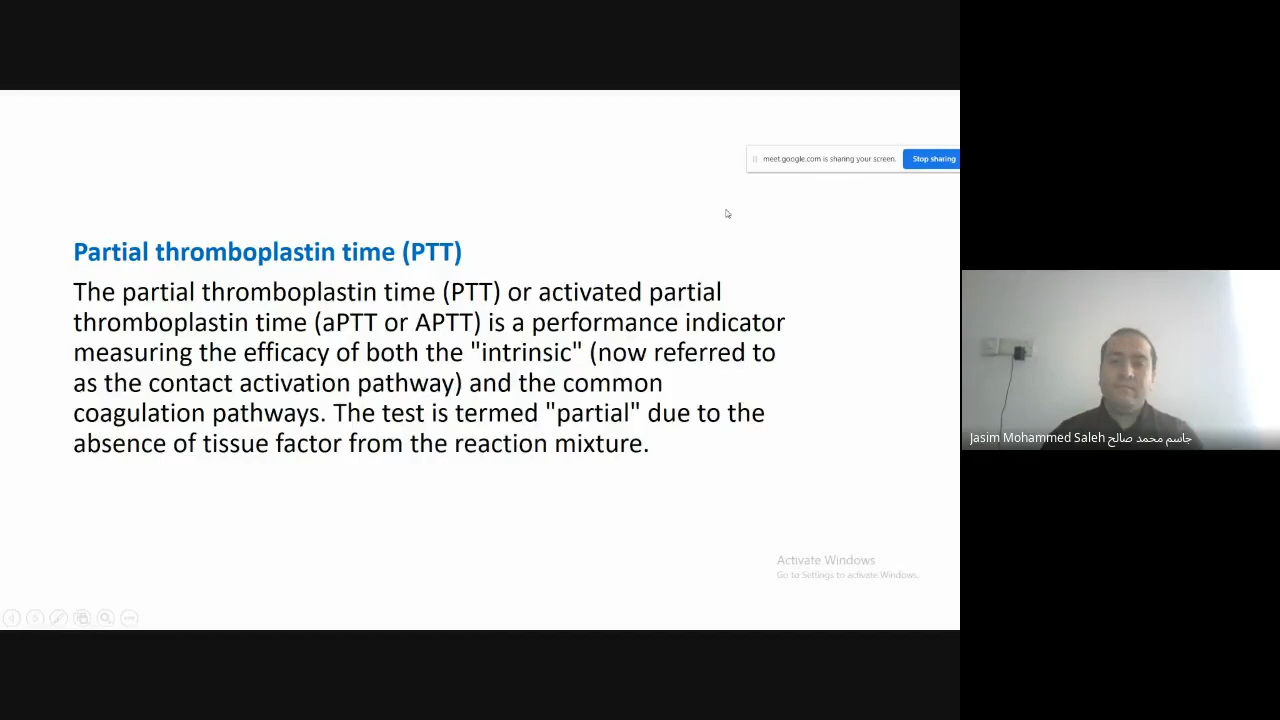 meet.google.com is sharing your screen.
Stop sharing
Partial thromboplastin time (PTT)
The partial thromboplastin time (PTT) or activated partial
thromboplastin time (aPTT or APTT) is a performance indicator
measuring the efficacy of both the "intrinsic" (now referred to
as the contact activation pathway) and the common
coagulation pathways. The test is termed "partial" due to the
absence of tissue factor from the reaction mixture.
Jasim Mohammed Saleh جاسم محمد صالح
Activate Windows
Go to Settings to activate Windows.